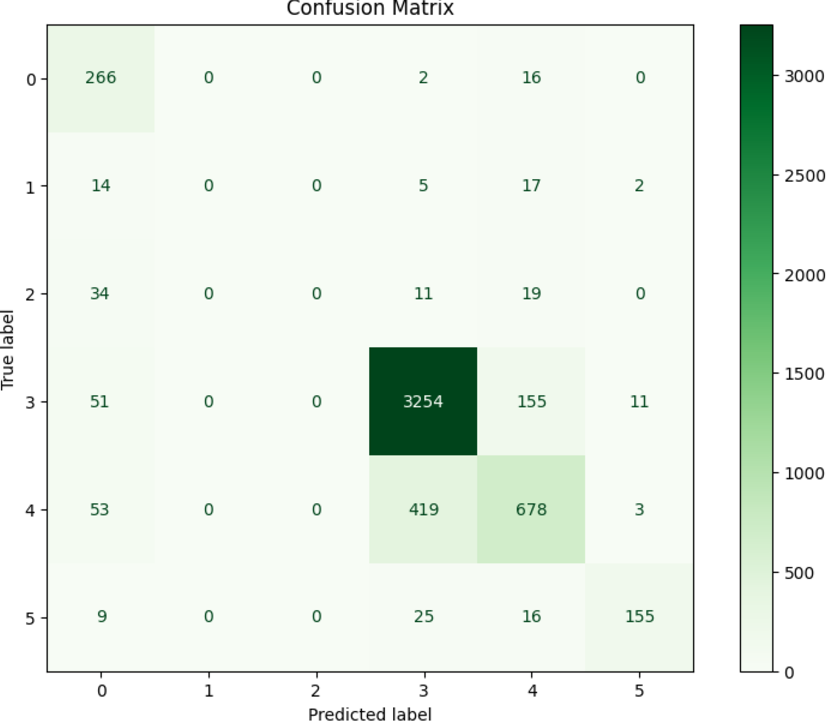 Confusion Matrix
0 266 0 0 2 16 0
1 14 0 0 5 17 2
2 34 0 0 11 19 0
3 51 0 0 3254 155 11
4 53 0 0 419 678 3
5 9 0 0 25 16 155
0 1 2 3 4 5
Predicted label
True label
3000
2500
2000
1500
1000
500
0